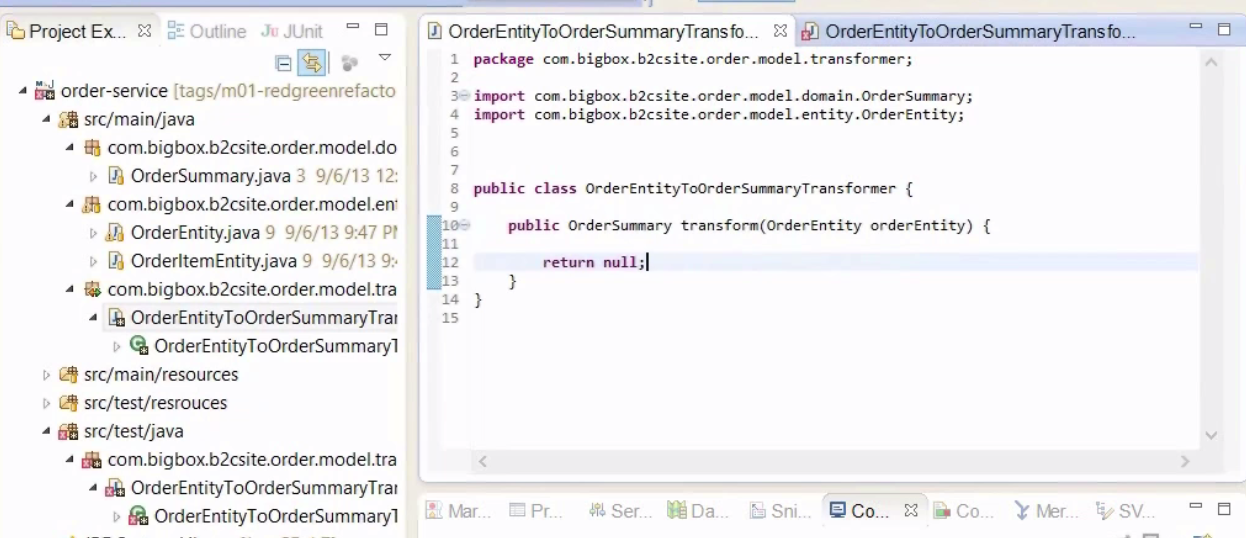 Project Ex... Outline JUnit
order-service [tags/m01-redgreenrefacto
src/main/java
com.bigbox.b2csite.order.model.do
OrderSummary.java 3 9/6/13 12:
com.bigbox.b2csite.order.model.ent
OrderEntity.java 9 9/6/13 9:47 PM
OrderItemEntity.java 9 9/6/13 9:
com.bigbox.b2csite.order.model.tra
OrderEntityToOrderSummaryTran
OrderEntityToOrderSummaryT
src/main/resources
src/test/resrouces
src/test/java
com.bigbox.b2csite.order.model.tra
OrderEntityToOrderSummaryTran
OrderEntityToOrderSummaryT
OrderEntityToOrderSummaryTransfo... OrderEntityToOrderSummaryTransfo...
1 package com.bigbox.b2csite.order.model.transformer;
2
3 import com.bigbox.b2csite.order.model.domain.OrderSummary;
4 import com.bigbox.b2csite.order.model.entity.OrderEntity;
5
6
7
8 public class OrderEntityToOrderSummaryTransformer {
9
10 public OrderSummary transform(OrderEntity orderEntity) {
11
12 return null;
13 }
14 }
15
Mar... Pr... Ser... Da... Sni... Co... Co... Mer... SV...